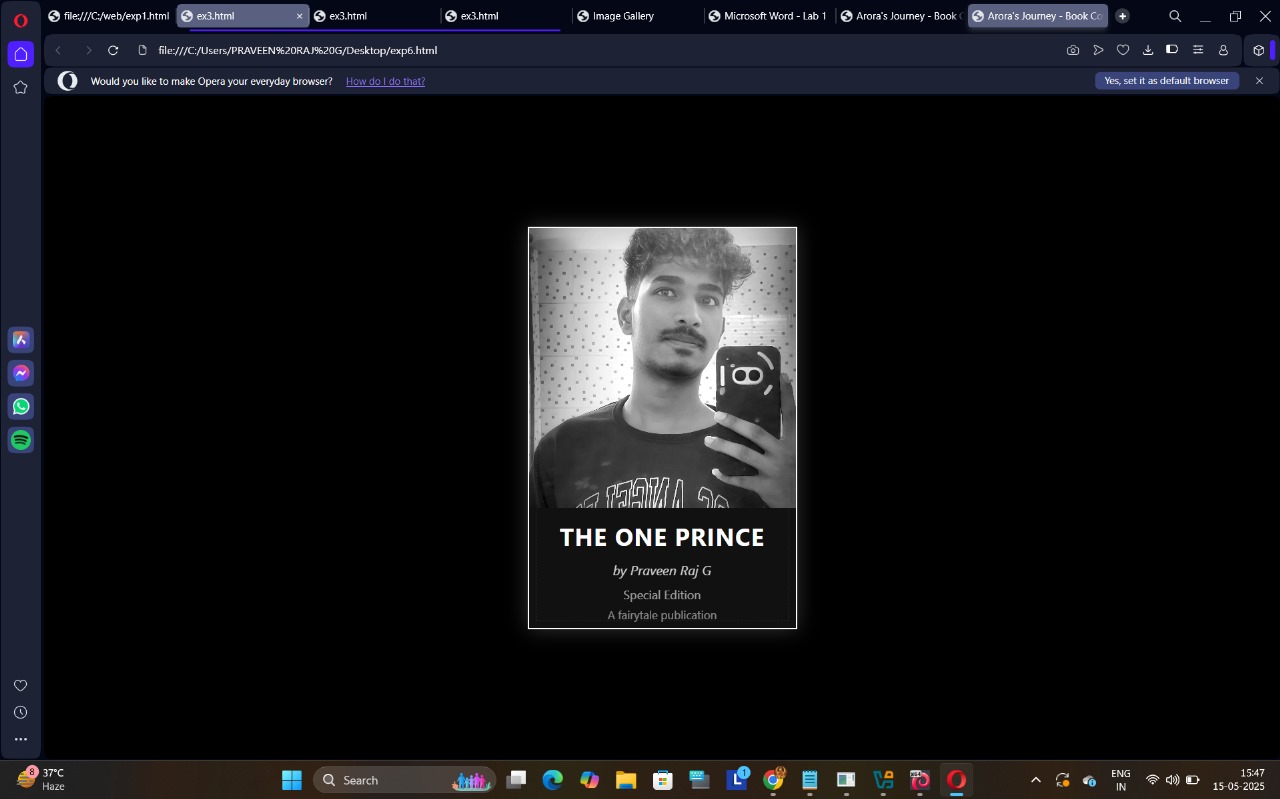 file:///C:/web/exp1.html
ex3.html
ex3.html
ex3.html
Image Gallery
Microsoft Word - Lab 1
Arora's Journey - Book C
Arora's Journey - Book Co
file:///C:/Users/PRAVEEN%20RAJ%20G/Desktop/exp6.html
Would you like to make Opera your everyday browser?
How do I do that?
Yes, set it as default browser
THE ONE PRINCE
by Praveen Raj G
Special Edition
A fairytale publication
8
37°C
Haze
Search
L
1
ENG
IN
15:47
15-05-2025